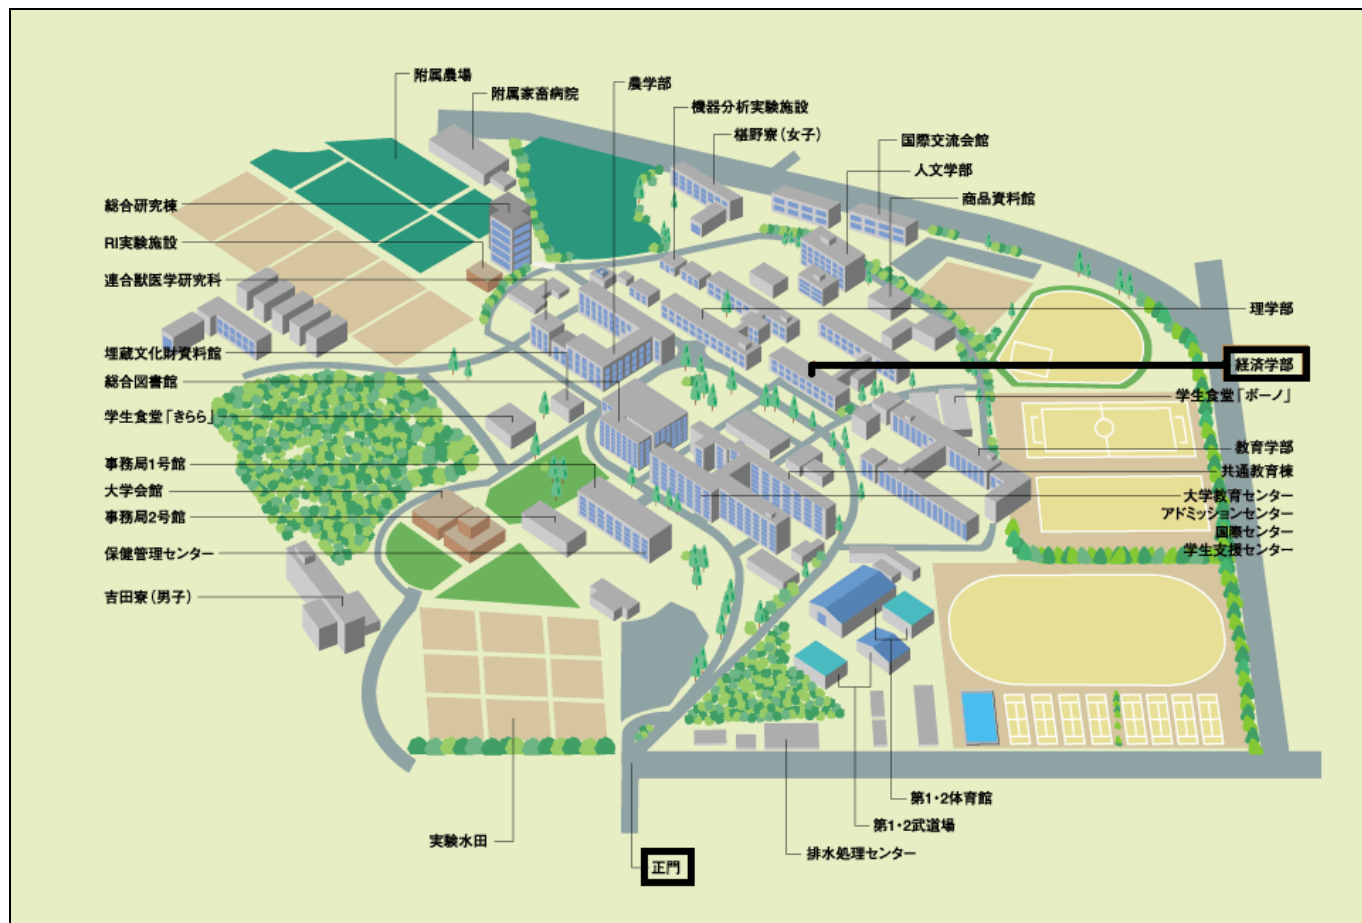 附属農場
附属家畜病院
農学部
機器分析実験施設
椹野寮(女子)
国際交流会館
人文学部
商品資料館
総合研究棟
RI実験施設
連合獣医学研究科
埋蔵文化財資料館
総合図書館
学生食堂「きらら」
事務局1号館
大学会館
事務局2号館
保健管理センター
吉田寮(男子)
理学部
経済学部
学生食堂「ボーノ」
教育学部
共通教育棟
大学教育センター
アドミッションセンター
国際センター
学生支援センター
第1・2体育館
第1・2武道場
排水処理センター
実験水田
正門